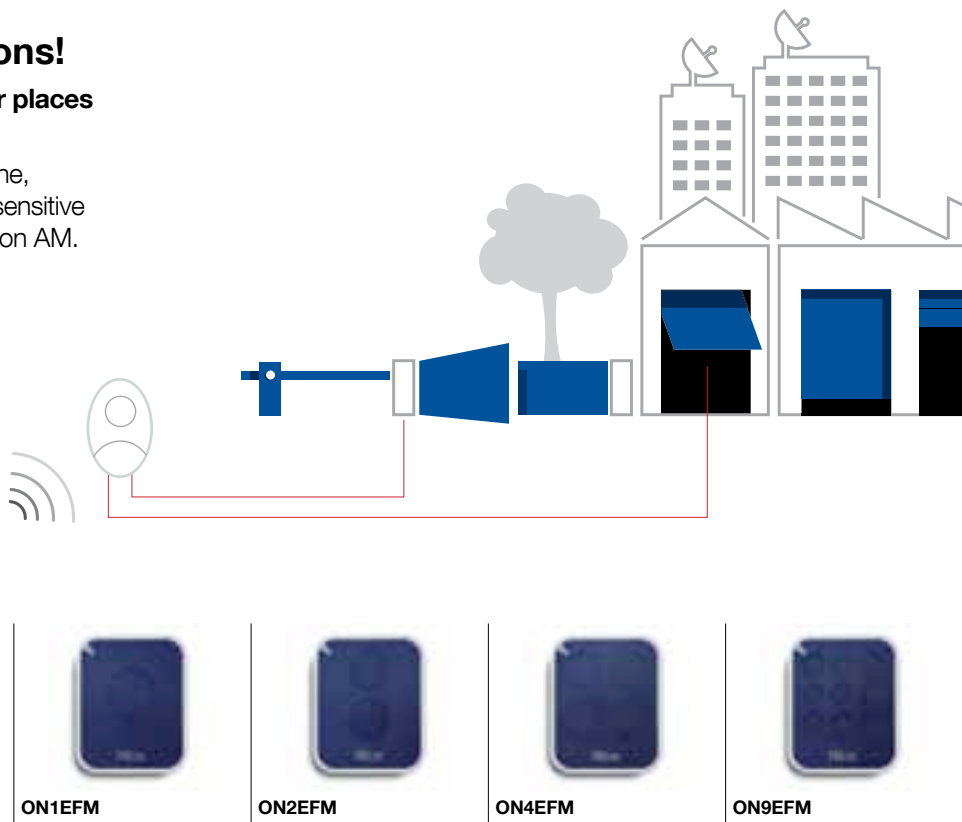 ons!
r places
ne,
sensitive
on AM.
ON1EFM
ON2EFM
ON4EFM
ON9EFM